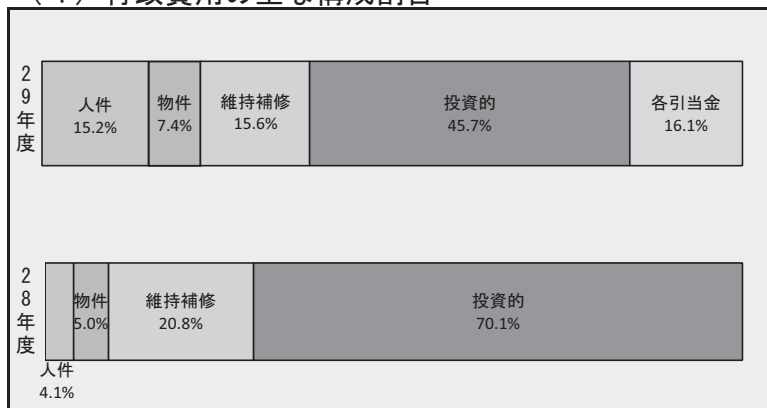 29年度
人件
15.2%
物件
7.4%
維持補修
15.6%
投資的
45.7%
各引当金
16.1%
28年度
人件
4.1%
物件
5.0%
維持補修
20.8%
投資的
70.1%